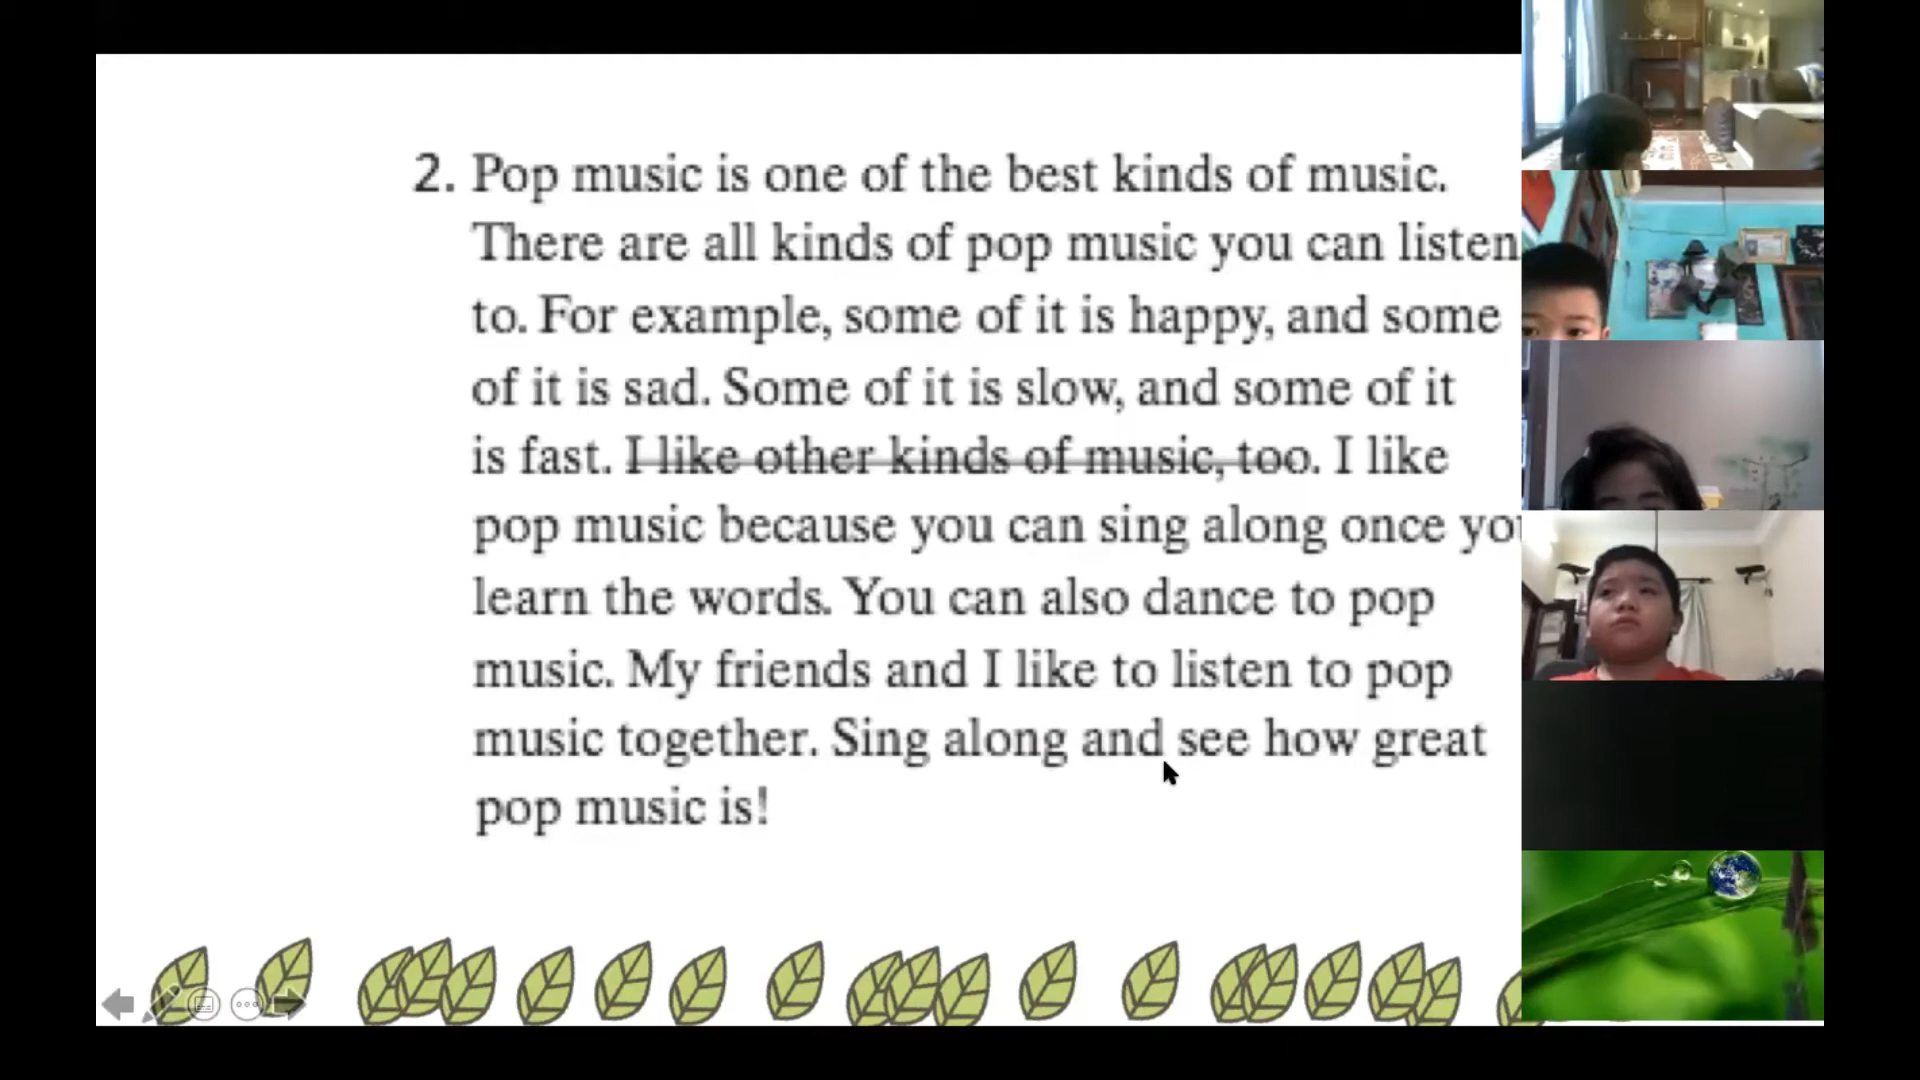 2. Pop music is one of the best kinds of music.
There are all kinds of pop music you can listen
to. For example, some of it is happy, and some
of it is sad. Some of it is slow, and some of it
is fast. I like other kinds of music, too. I like
pop music because you can sing along once you
learn the words. You can also dance to pop
music. My friends and I like to listen to pop
music together. Sing along and see how great
pop music is!